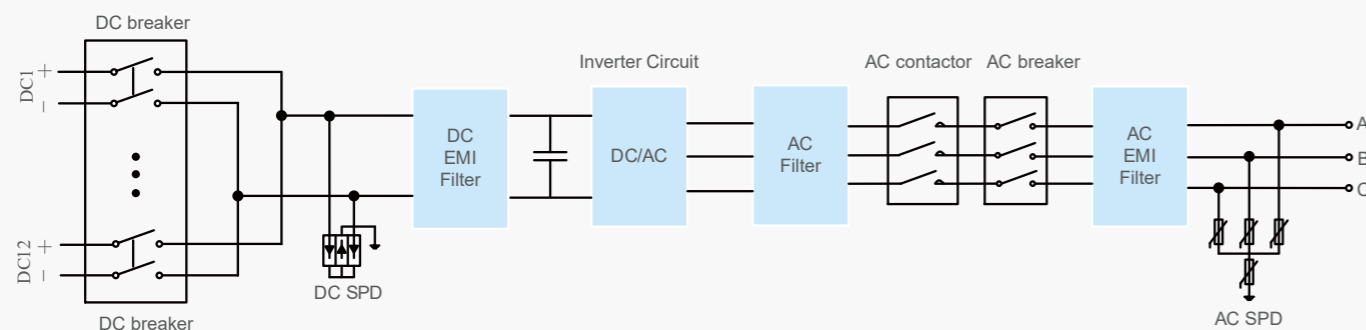 DC breaker
DC1
+
−
DC12
+
−
DC breaker
DC SPD
DC
EMI
Filter
Inverter Circuit
DC/AC
AC
Filter
AC contactor
AC breaker
AC
EMI
Filter
A
B
C
AC SPD